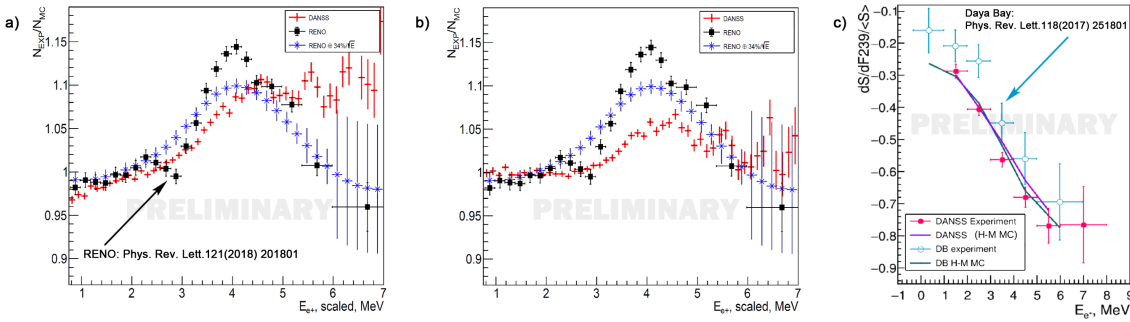 a)
N_EXP/N_MC
DANSS
RENO
RENO @ 34%/√E
1.1
1.05
1
0.95
0.9
PRELIMINARY
RENO: Phys. Rev. Lett.121(2018) 201801
1 2 3 4 5 6 7
E_e+, scaled, MeV
b)
N_EXP/N_MC
DANSS
RENO
RENO @ 34%/√E
1.1
1.05
1
0.95
0.9
PRELIMINARY
1 2 3 4 5 6 7
E_e+, scaled, MeV
c)
dS/dF239/<S>
Daya Bay:
Phys. Rev. Lett.118(2017) 251801
-0.1
-0.2
-0.3
-0.4
-0.5
-0.6
-0.7
-0.8
-0.9
PRELIMINARY
DANSS Experiment
DANSS (H-M MC)
DB experiment
DB H-M MC
−1 0 1 2 3 4 5 6 7 8 9
E_e+, MeV